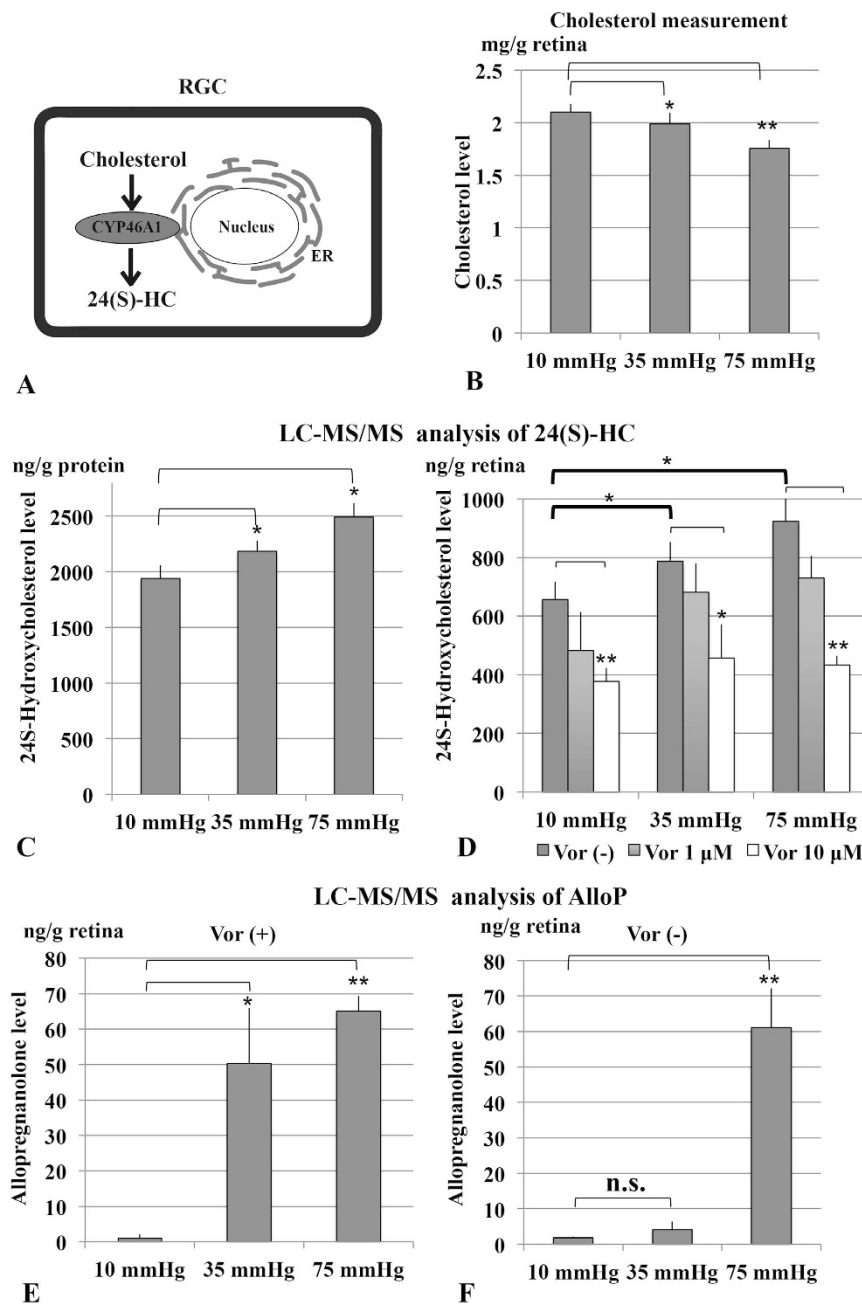 RGC
Cholesterol
CYP46A1
24(S)-HC
Nucleus
ER
A
Cholesterol measurement
mg/g retina
Cholesterol level
2.5
2
1.5
1
0.5
0
*
**
10 mmHg 35 mmHg 75 mmHg
B
LC-MS/MS analysis of 24(S)-HC
ng/g protein
24S-Hydroxycholesterol level
2500
2000
1500
1000
500
0
*
*
10 mmHg 35 mmHg 75 mmHg
C
ng/g retina
24S-Hydroxycholesterol level
1000
800
600
400
200
0
*
*
**
*
**
10 mmHg 35 mmHg 75 mmHg
Vor (-) Vor 1 µM Vor 10 µM
D
LC-MS/MS analysis of AlloP
ng/g retina
Vor (+)
Allopregnanolone level
80
70
60
50
40
30
20
10
0
*
**
10 mmHg 35 mmHg 75 mmHg
E
ng/g retina
Vor (-)
Allopregnanolone level
80
70
60
50
40
30
20
10
0
n.s.
**
10 mmHg 35 mmHg 75 mmHg
F